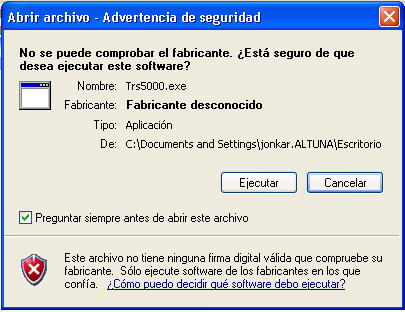 Abrir archivo - Advertencia de seguridad
No se puede comprobar el fabricante. ¿Está seguro de que
desea ejecutar este software?
Nombre: Trs5000.exe
Fabricante: Fabricante desconocido
Tipo: Aplicación
De: C:\Documents and Settings\jonkar.ALTUNA\Escritorio
Ejecutar Cancelar
Preguntar siempre antes de abrir este archivo
Este archivo no tiene ninguna firma digital válida que compruebe su
fabricante. Sólo ejecute software de los fabricantes en los que
confía. ¿Cómo puedo decidir qué software debo ejecutar?